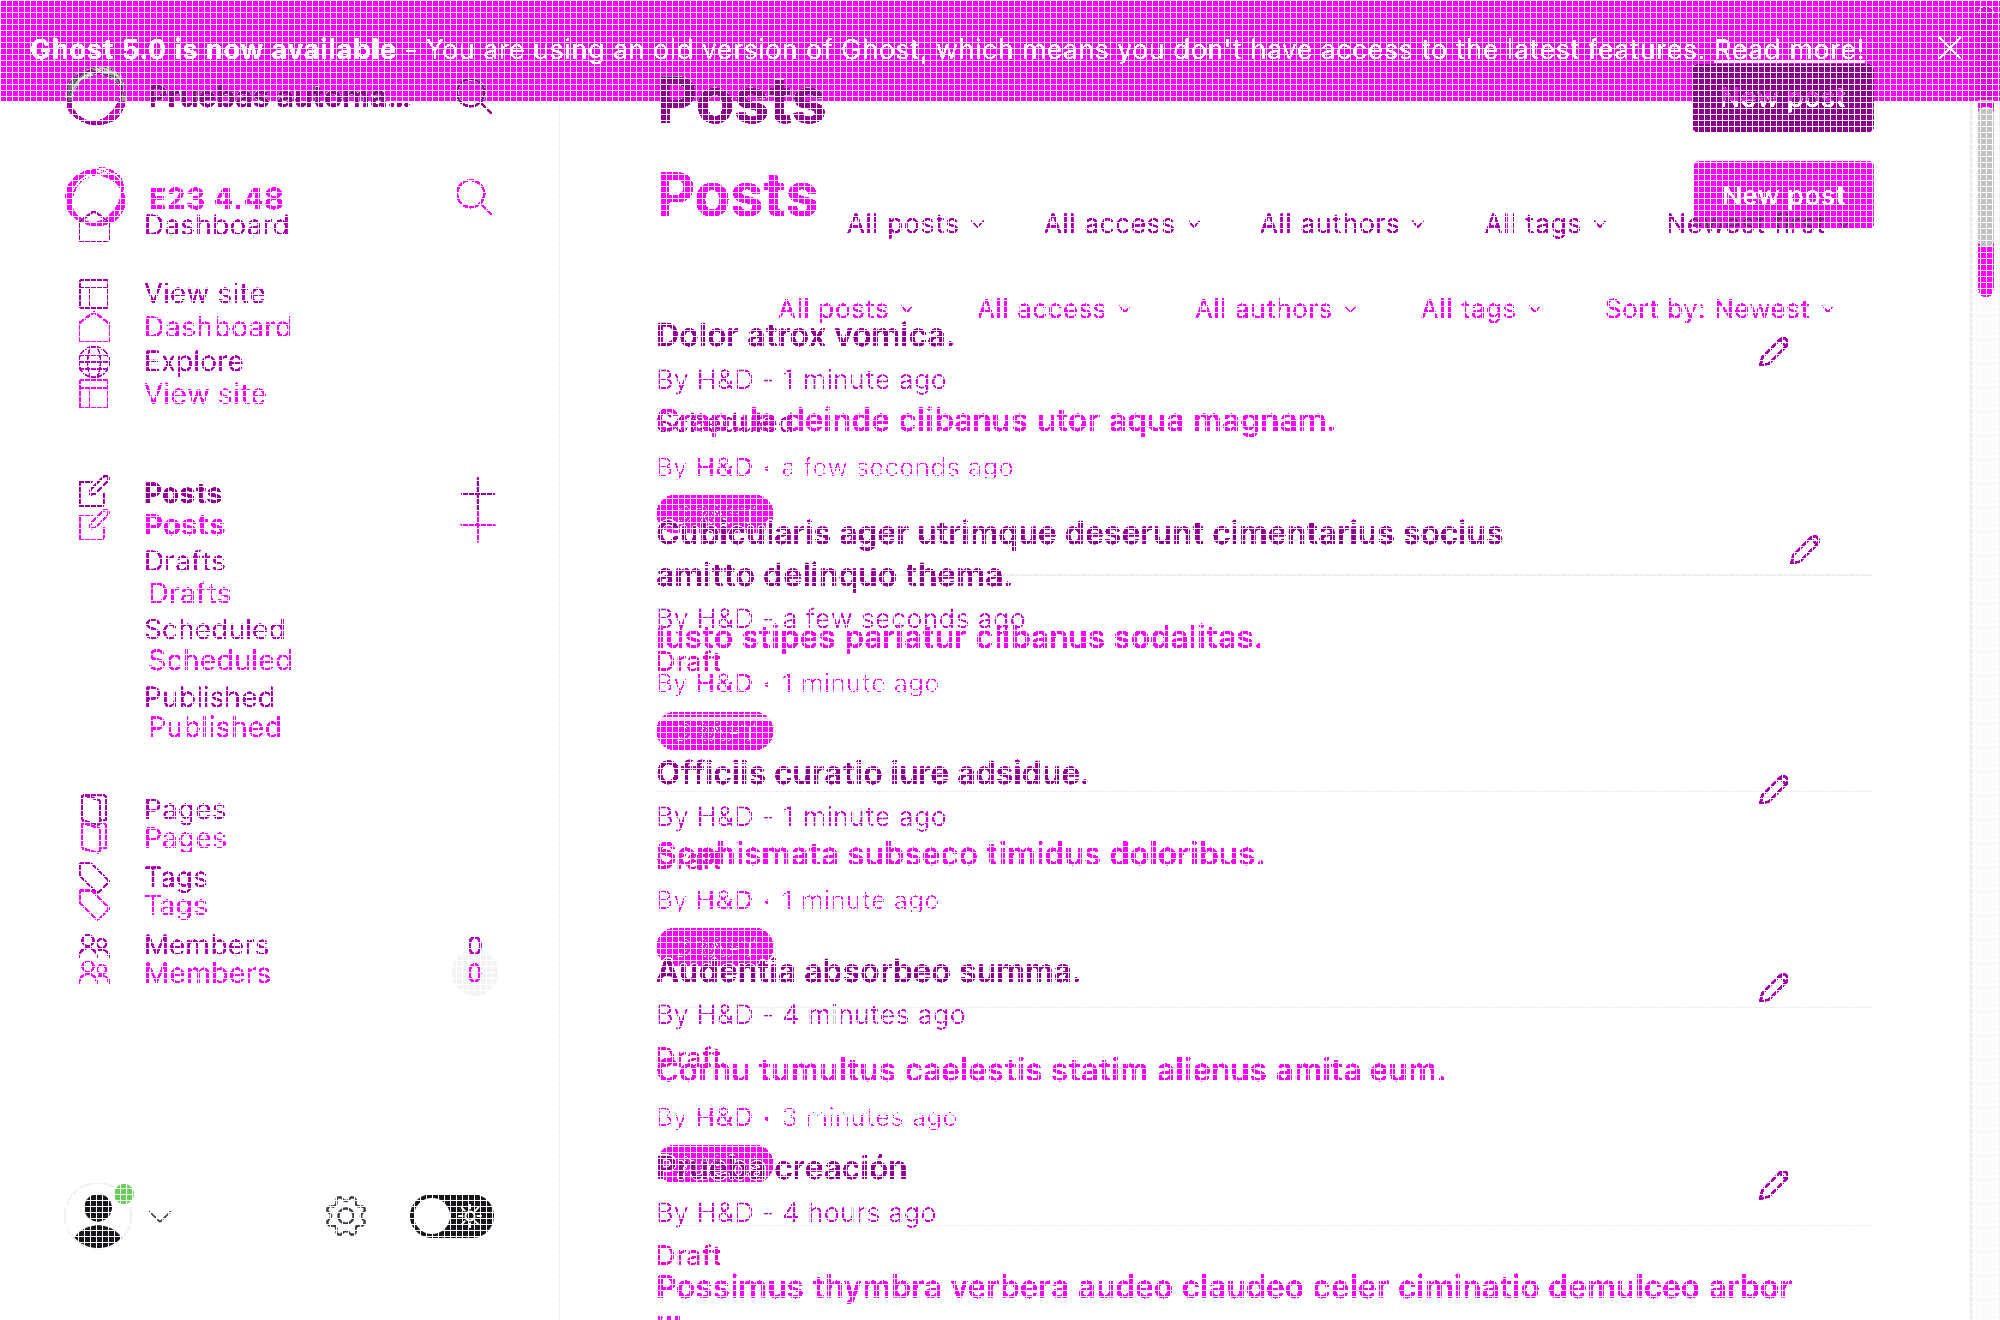 Ghost 5.0 is now available - You are using an old version of Ghost, which means you don't have access to the latest features. Read more!
Pruebas automa...
Posts
New post
E23 4.48
Posts
New post
Dashboard
All posts
All access
All authors
All tags
Newest first
View site
All posts
All access
All authors
All tags
Sort by: Newest
Dashboard
Dolor atrox vomica.
Explore
By H&D - 1 minute ago
View site
Scheduled
Crapula deinde clibanus utor aqua magnam.
By H&D · a few seconds ago
Posts
Posts
Cubicularis ager utrimque deserunt cimentarius socius
amitto delinquo thema.
Drafts
Drafts
By H&D - a few seconds ago
Scheduled
Iusto stipes pariatur clibanus sodalitas.
Scheduled
Draft
By H&D · 1 minute ago
Published
Published
Officiis curatio iure adsidue.
Pages
By H&D - 1 minute ago
Pages
Sophismata subseco timidus doloribus.
Draft
Tags
By H&D · 1 minute ago
Tags
Members 0
Members 0
Audentia absorbeo summa.
By H&D - 4 minutes ago
Draft
Cornu tumultus caelestis statim alienus amita eum.
By H&D · 3 minutes ago
Prueba creación
By H&D - 4 hours ago
Draft
Possimus thymbra verbera audeo claudeo celer ciminatio demulceo arbor
...